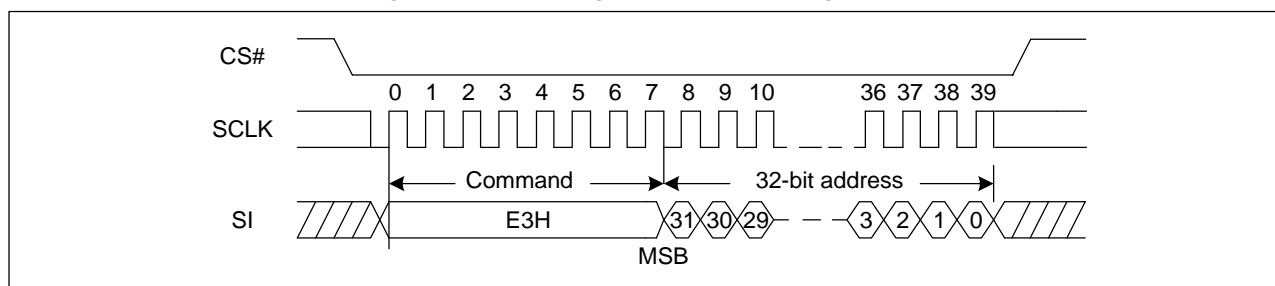 CS#
0 1 2 3 4 5 6 7 8 9 10 36 37 38 39
SCLK
Command 32-bit address
SI E3H 31 30 29 3 2 1 0
MSB